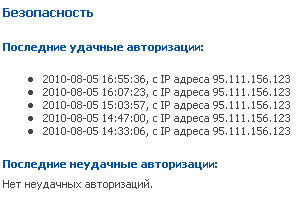 Безопасность
Последние удачные авторизации:
2010-08-05 16:55:36, с IP адреса 95.111.156.123
2010-08-05 16:07:23, с IP адреса 95.111.156.123
2010-08-05 15:03:57, с IP адреса 95.111.156.123
2010-08-05 14:47:00, с IP адреса 95.111.156.123
2010-08-05 14:33:06, с IP адреса 95.111.156.123
Последние неудачные авторизации:
Нет неудачных авторизаций.